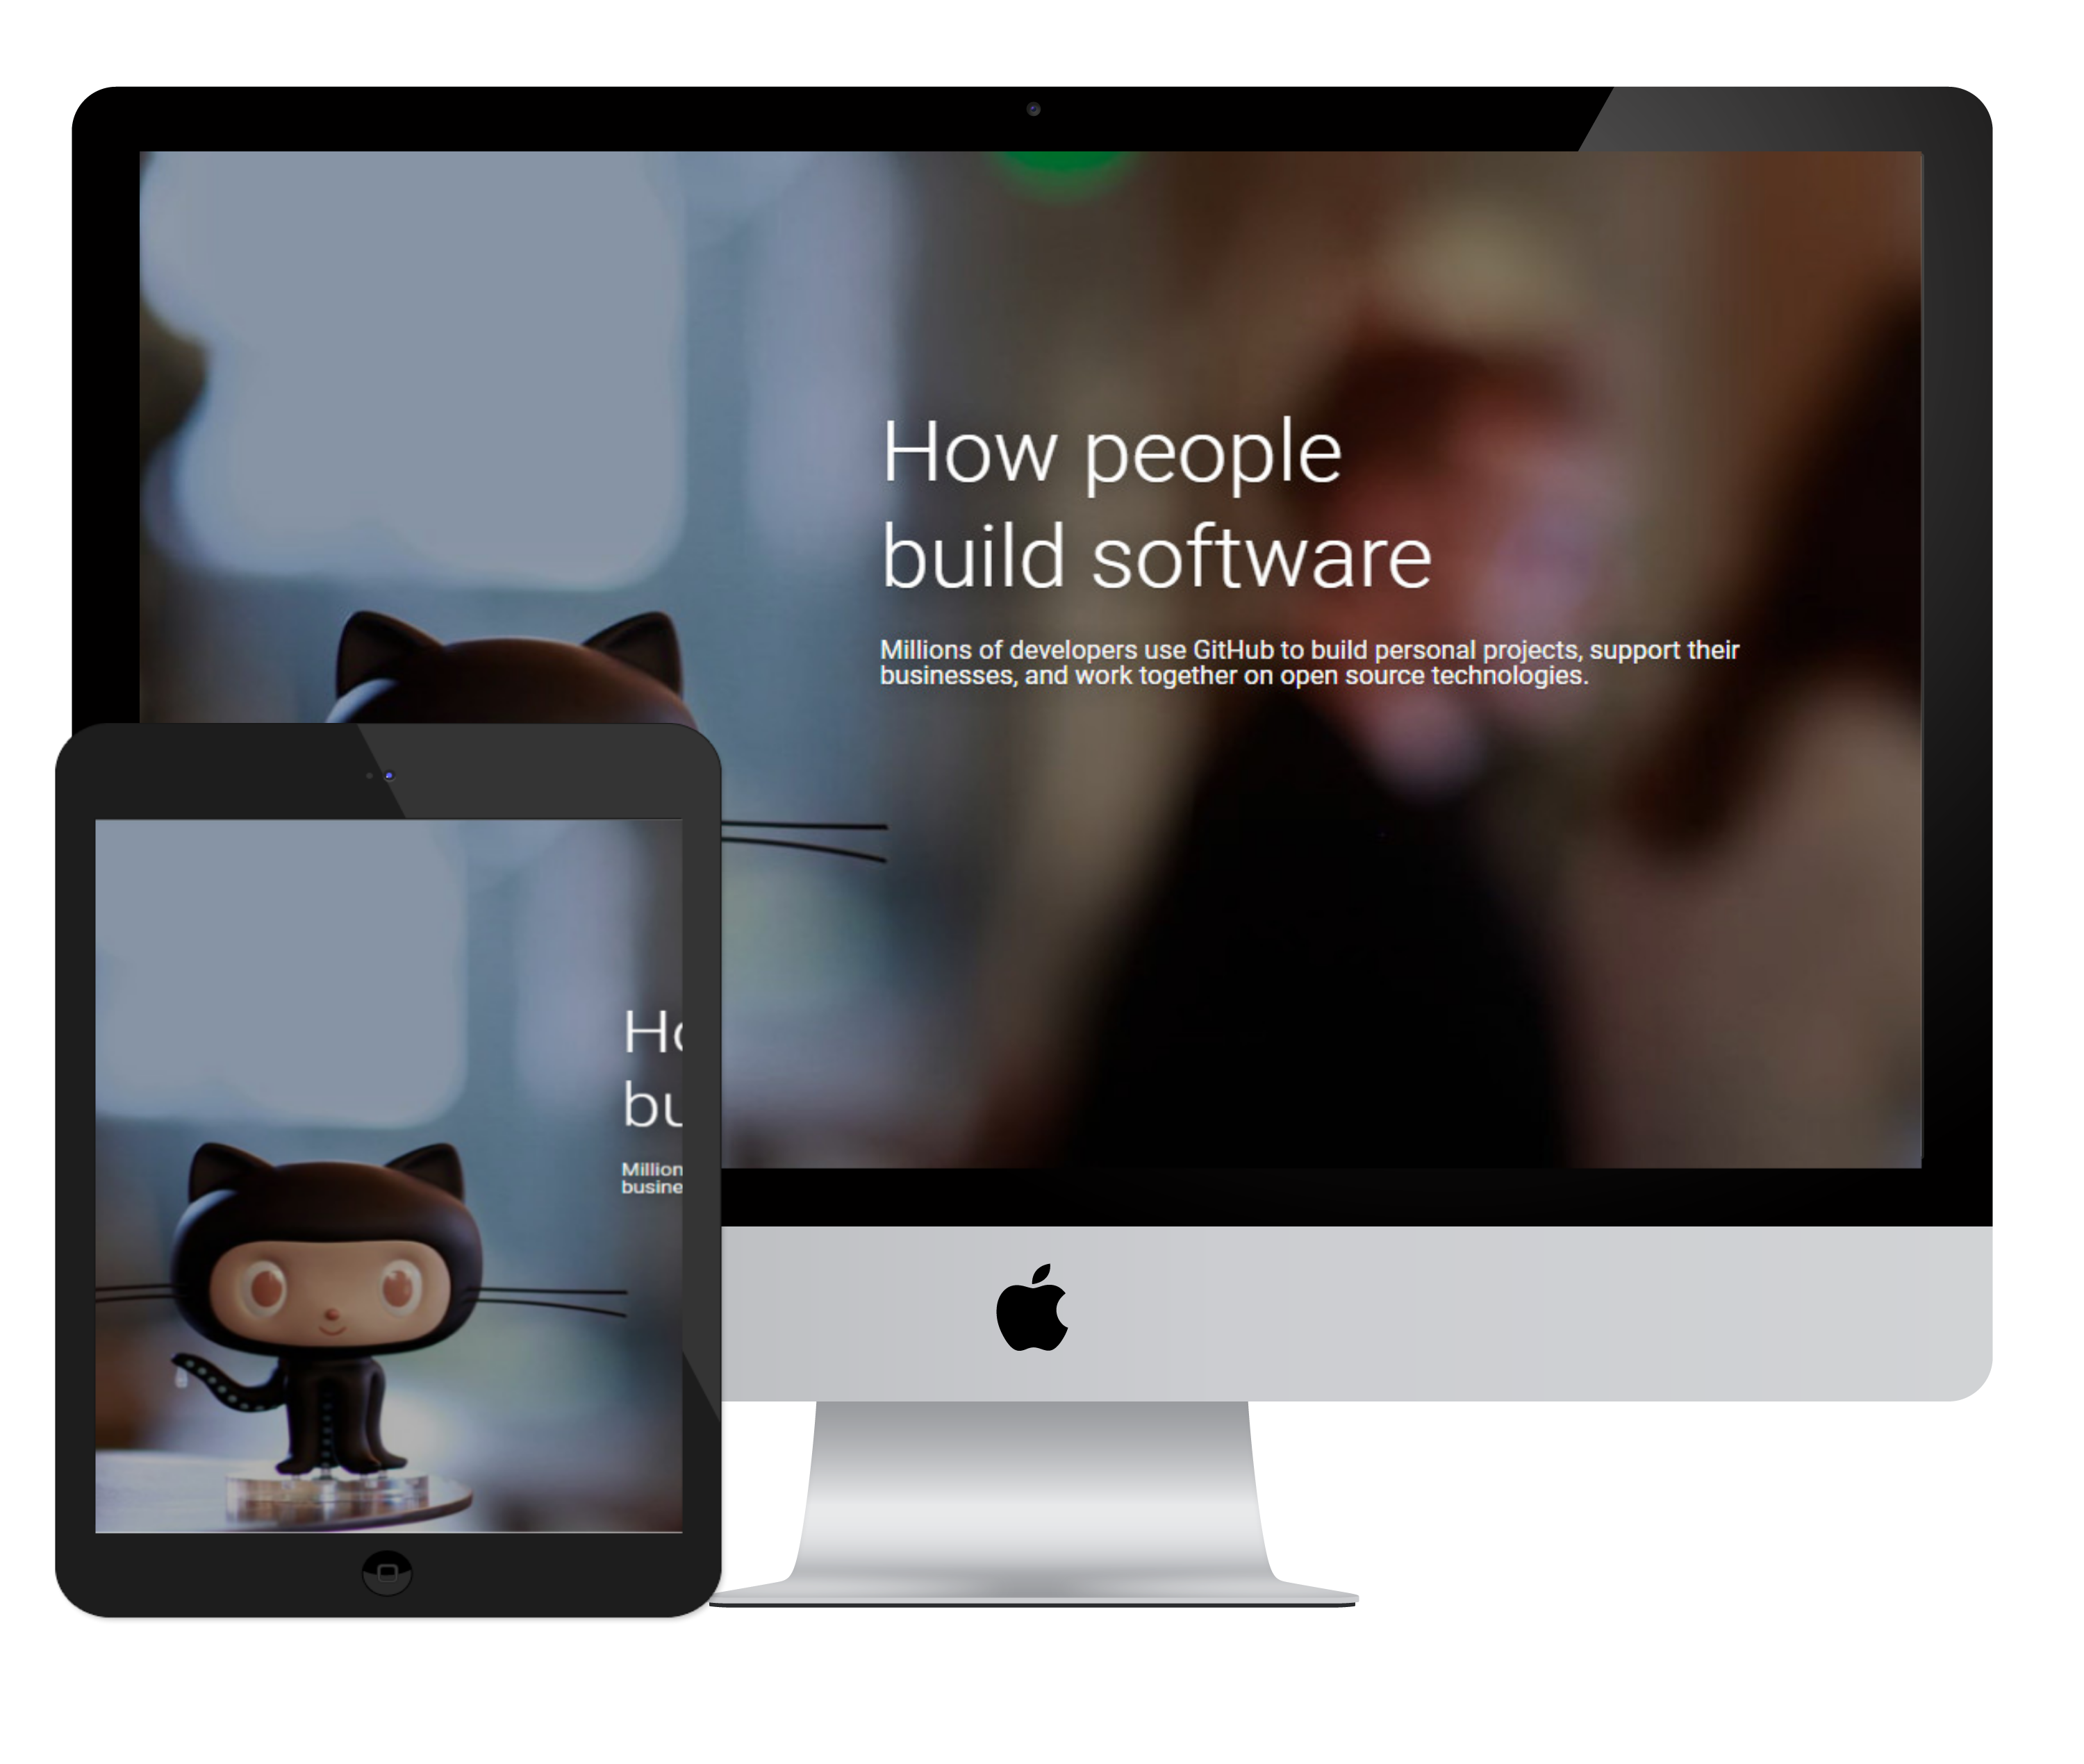 How people
build software
Millions of developers use GitHub to build personal projects, support their
businesses, and work together on open source technologies.
Ho
bu
Million
busine